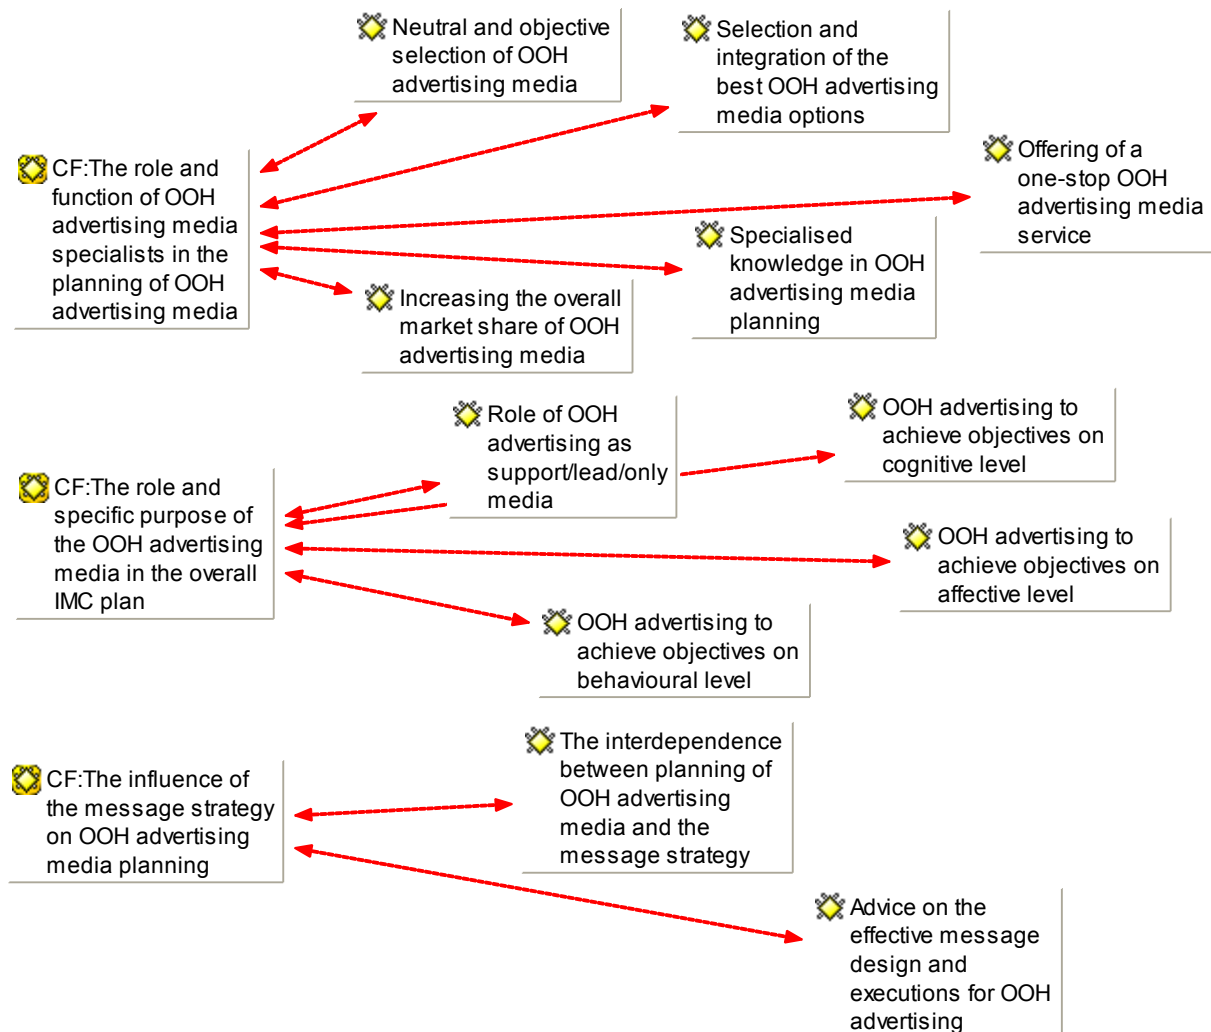 Neutral and objective
selection of OOH
advertising media
Selection and
integration of the
best OOH advertising
media options
CF:The role and
function of OOH
advertising media
specialists in the
planning of OOH
advertising media
Offering of a
one-stop OOH
advertising media
service
Specialised
knowledge in OOH
advertising media
planning
Increasing the overall
market share of OOH
advertising media
Role of OOH
advertising as
support/lead/only
media
OOH advertising to
achieve objectives on
cognitive level
CF:The role and
specific purpose of
the OOH advertising
media in the overall
IMC plan
OOH advertising to
achieve objectives on
affective level
OOH advertising to
achieve objectives on
behavioural level
CF:The influence of
the message strategy
on OOH advertising
media planning
The interdependence
between planning of
OOH advertising
media and the
message strategy
Advice on the
effective message
design and
executions for OOH
advertising